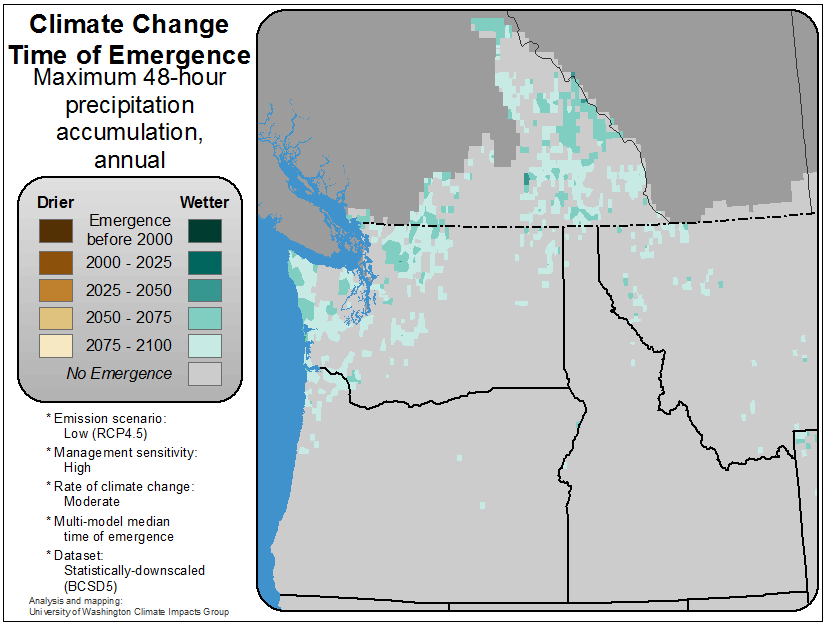 Climate Change
Time of Emergence
Maximum 48-hour
precipitation
accumulation,
annual
Drier Wetter
Emergence
before 2000
2000 - 2025
2025 - 2050
2050 - 2075
2075 - 2100
No Emergence
* Emission scenario:
Low (RCP4.5)
* Management sensitivity:
High
* Rate of climate change:
Moderate
* Multi-model median
time of emergence
* Dataset:
Statistically-downscaled
(BCSD5)
Analysis and mapping:
University of Washington Climate Impacts Group